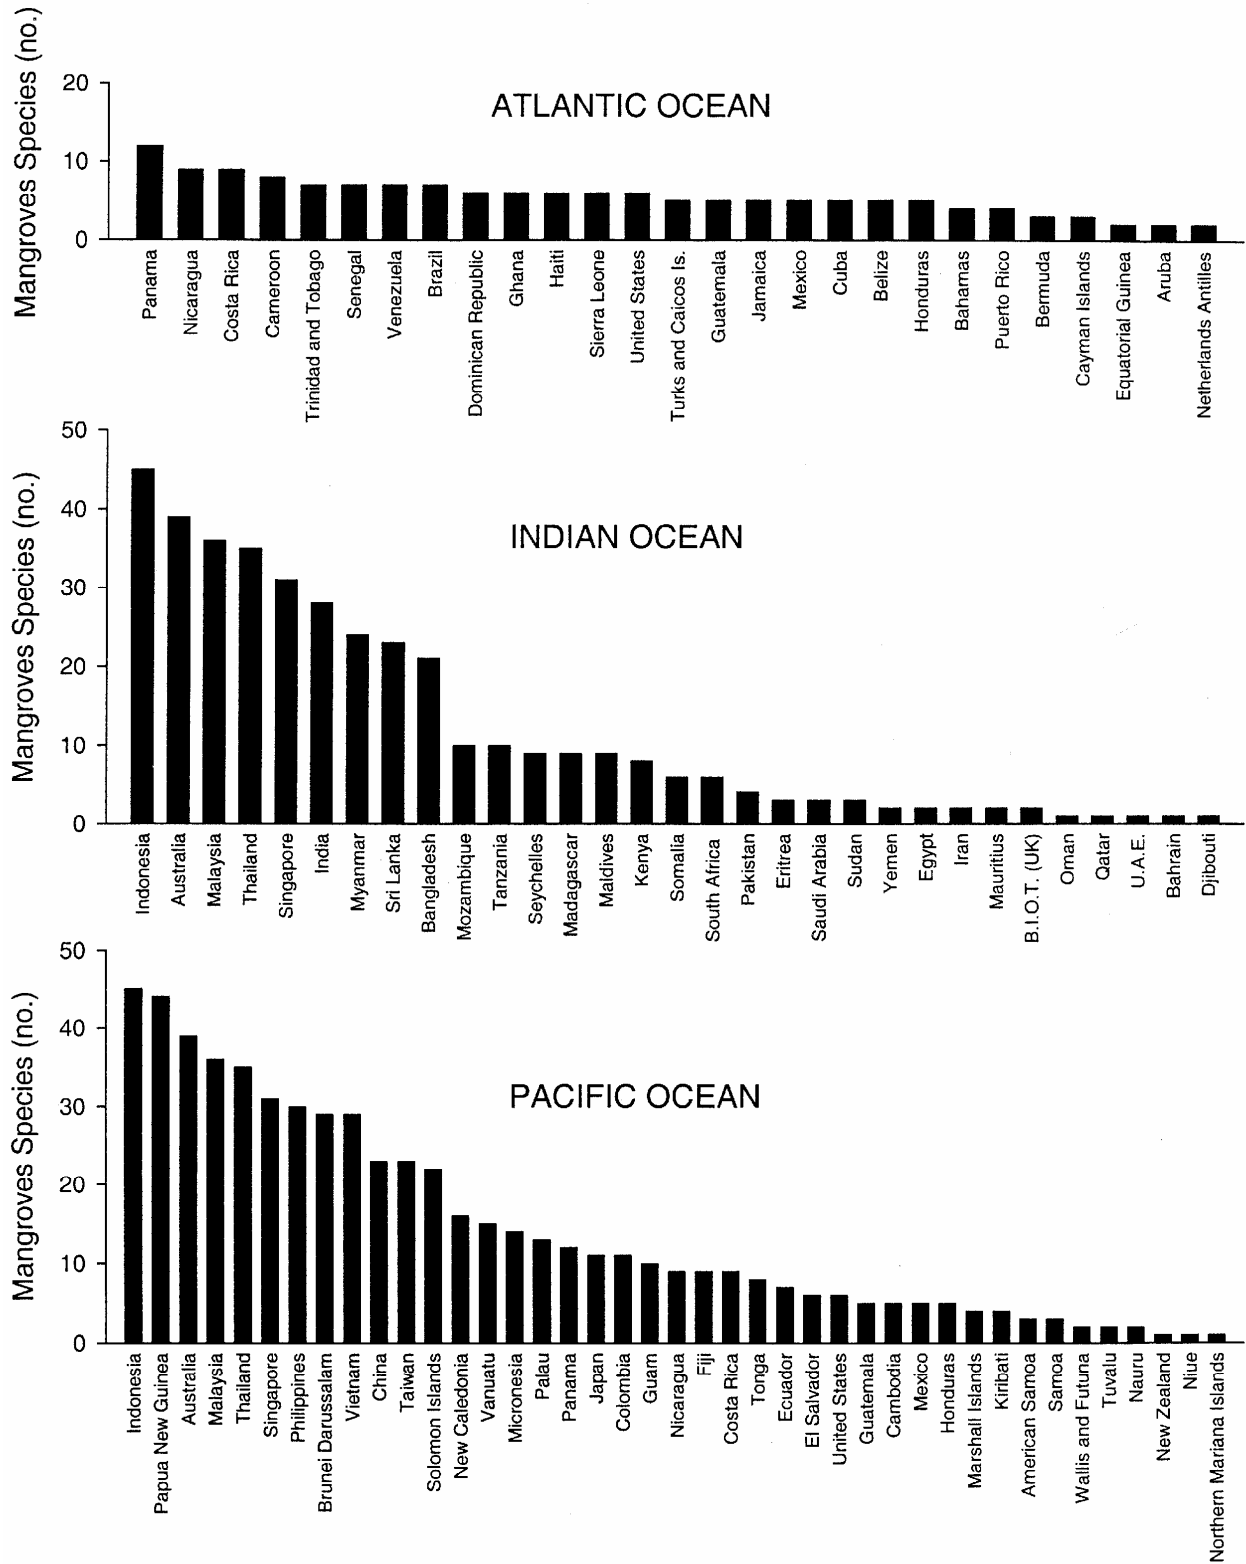 Mangroves Species (no.)
20
10
0
ATLANTIC OCEAN
Panama
Nicaragua
Costa Rica
Cameroon
Trinidad and Tobago
Senegal
Venezuela
Brazil
Dominican Republic
Ghana
Haiti
Sierra Leone
United States
Turks and Caicos Is.
Guatemala
Jamaica
Mexico
Cuba
Belize
Honduras
Bahamas
Puerto Rico
Bermuda
Cayman Islands
Equatorial Guinea
Aruba
Netherlands Antilles
Mangroves Species (no.)
50
40
30
20
10
0
INDIAN OCEAN
Indonesia
Australia
Malaysia
Thailand
Singapore
India
Myanmar
Sri Lanka
Bangladesh
Mozambique
Tanzania
Seychelles
Madagascar
Maldives
Kenya
Somalia
South Africa
Pakistan
Eritrea
Saudi Arabia
Sudan
Yemen
Egypt
Iran
Mauritius
B.I.O.T. (UK)
Oman
Qatar
U.A.E.
Bahrain
Djibouti
Mangroves Species (no.)
50
40
30
20
10
0
PACIFIC OCEAN
Indonesia
Papua New Guinea
Australia
Malaysia
Thailand
Singapore
Philippines
Brunei Darussalam
Vietnam
China
Taiwan
Solomon Islands
New Caledonia
Vanuatu
Micronesia
Palau
Panama
Japan
Colombia
Guam
Nicaragua
Fiji
Costa Rica
Tonga
Ecuador
El Salvador
United States
Guatemala
Cambodia
Mexico
Honduras
Marshall Islands
Kiribati
American Samoa
Samoa
Wallis and Futuna
Tuvalu
Nauru
New Zealand
Niue
Northern Mariana Islands